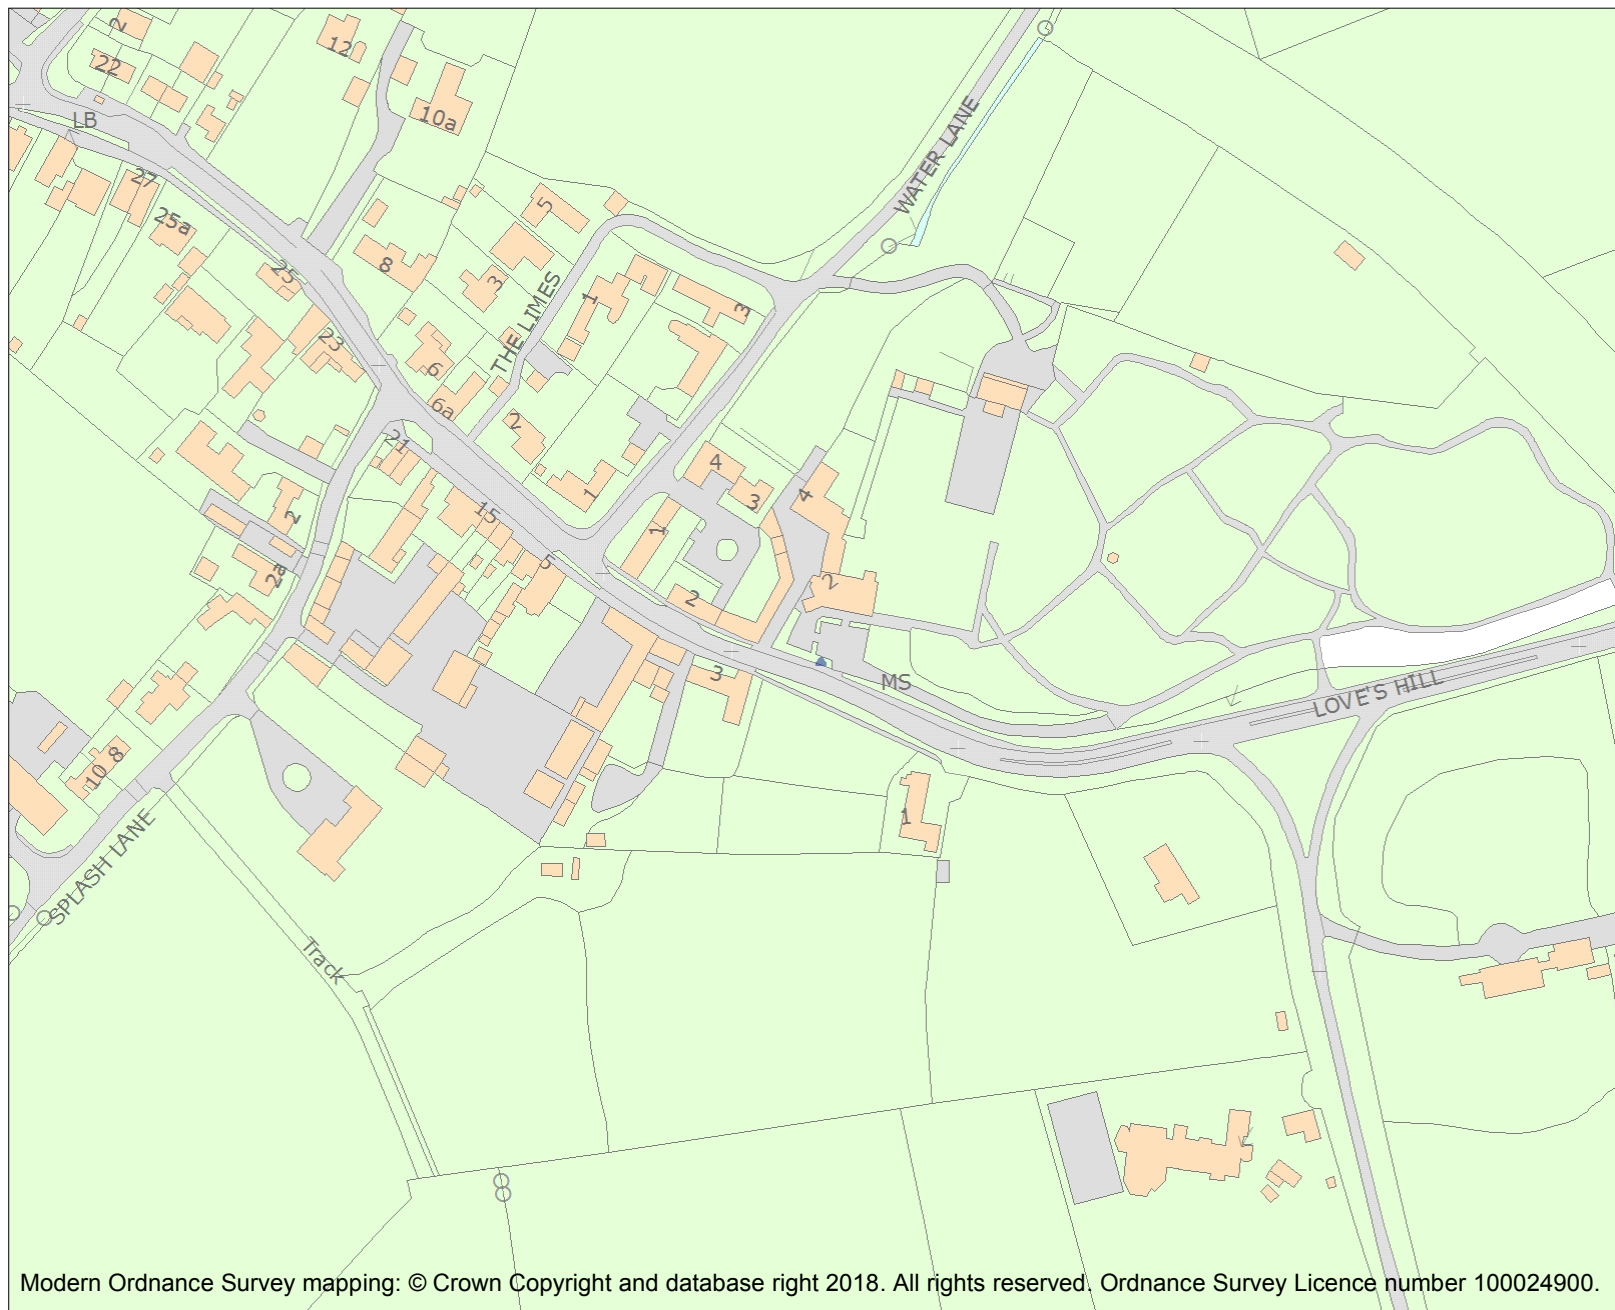 2
12
22
10a
LB
WATER LANE
27
5
25a
8
25
3
THE LIMES
1
3
23
6
6a
2
21
4
3
4
15
1
2
1
5
2a
2
2
3
MS
LOVE'S HILL
10 8
1
SPLASH LANE
Track
Modern Ordnance Survey mapping: © Crown Copyright and database right 2018. All rights reserved. Ordnance Survey Licence number 100024900.